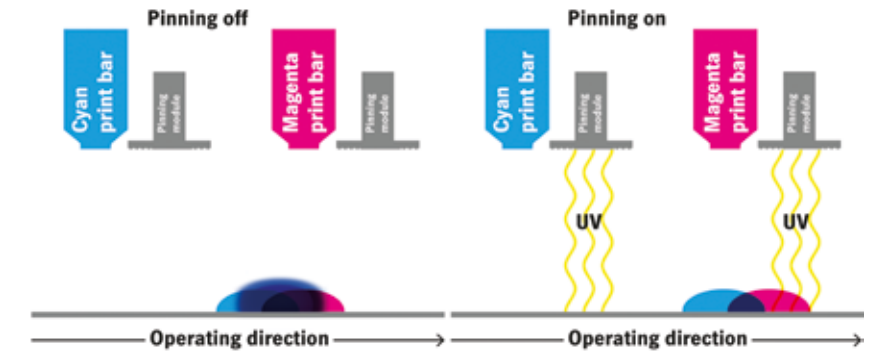 Pinning off
Cyan
print bar
Pinning
module
Magenta
print bar
Pinning
module
Operating direction
Pinning on
Cyan
print bar
Pinning
module
UV
Magenta
print bar
Pinning
module
UV
Operating direction